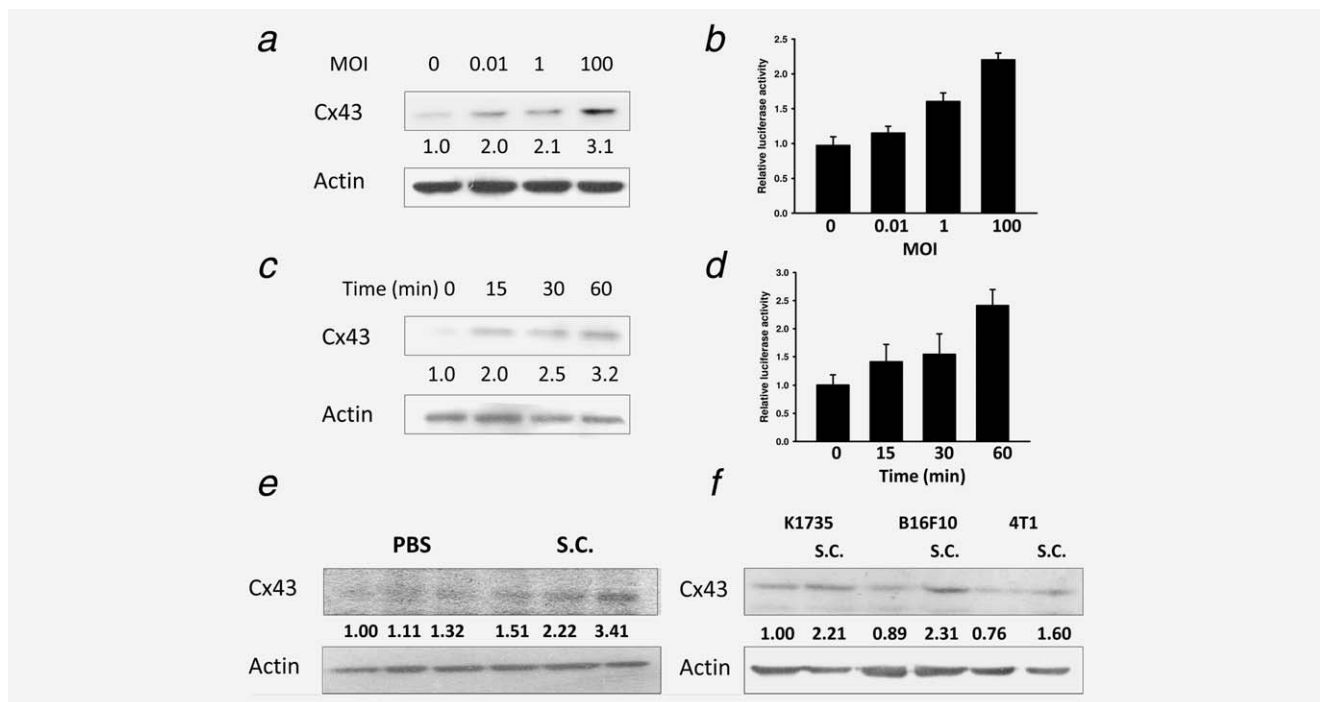 a
MOI 0 0.01 1 100
Cx43
1.0 2.0 2.1 3.1
Actin
b
Relative luciferase activity
2.5
2.0
1.5
1.0
0.5
0.0
0 0.01 1 100
MOI
c
Time (min) 0 15 30 60
Cx43
1.0 2.0 2.5 3.2
Actin
d
Relative luciferase activity
3.0
2.5
2.0
1.5
1.0
0.5
0.0
0 15 30 60
Time (min)
e
PBS S.C.
Cx43
1.00 1.11 1.32 1.51 2.22 3.41
Actin
f
K1735 B16F10 4T1
S.C. S.C. S.C.
Cx43
1.00 2.21 0.89 2.31 0.76 1.60
Actin